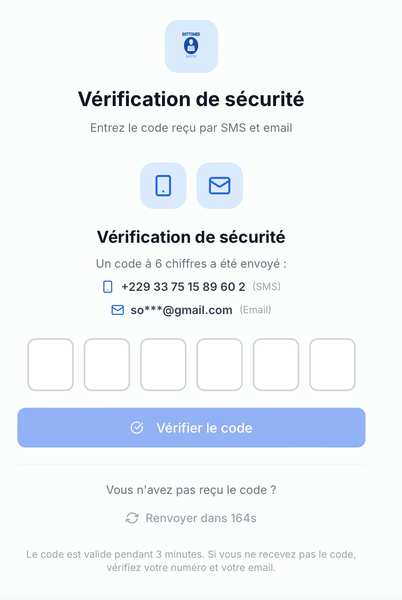 Vérification de sécurité
Entrez le code reçu par SMS et email
Vérification de sécurité
Un code à 6 chiffres a été envoyé :
+229 33 75 15 89 60 2 (SMS)
so***@gmail.com (Email)
Vérifier le code
Vous n'avez pas reçu le code ?
Renvoyer dans 164s
Le code est valide pendant 3 minutes. Si vous ne recevez pas le code,
vérifiez votre numéro et votre email.